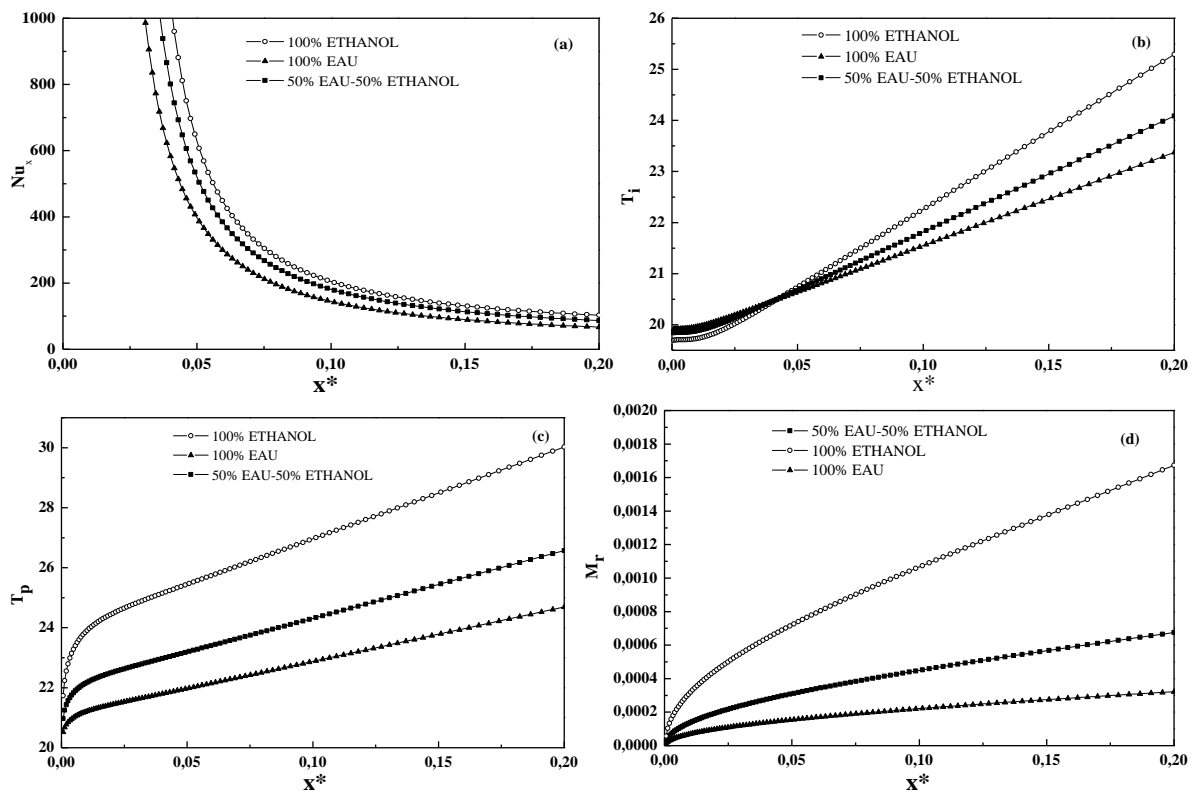 1000
800
600
400
200
0
Nux
100% ETHANOL
100% EAU
50% EAU-50% ETHANOL
(a)
0,00
0,05
0,10
0,15
0,20
x*
26
25
24
23
22
21
20
Ti
100% ETHANOL
100% EAU
50% EAU-50% ETHANOL
(b)
0,00
0,05
0,10
0,15
0,20
x*
30
28
26
24
22
20
Tp
100% ETHANOL
100% EAU
50% EAU-50% ETHANOL
(c)
0,00
0,05
0,10
0,15
0,20
x*
0,0020
0,0018
0,0016
0,0014
0,0012
0,0010
0,0008
0,0006
0,0004
0,0002
0,0000
Mr
50% EAU-50% ETHANOL
100% ETHANOL
100% EAU
(d)
0,00
0,05
0,10
0,15
0,20
x*